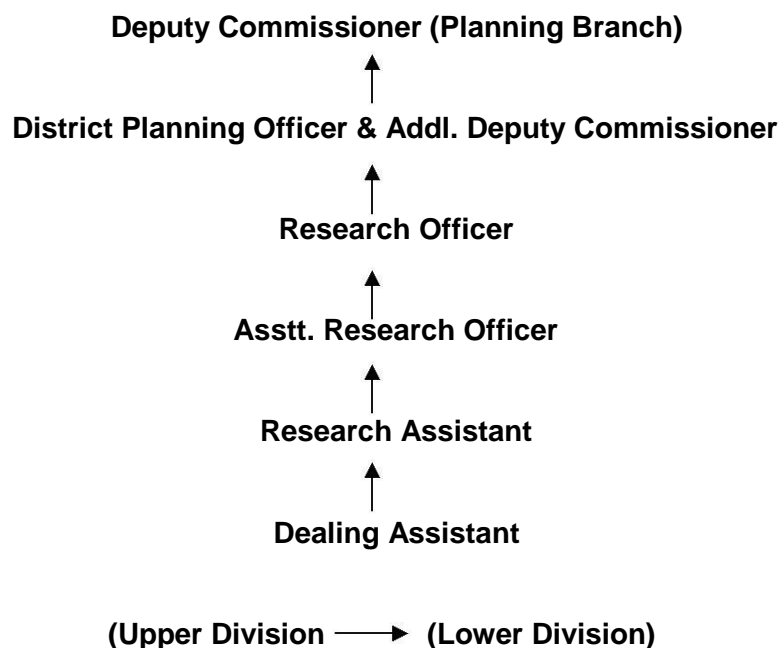 Deputy Commissioner (Planning Branch)
District Planning Officer & Addl. Deputy Commissioner
Research Officer
Asstt. Research Officer
Research Assistant
Dealing Assistant
(Upper Division → (Lower Division)